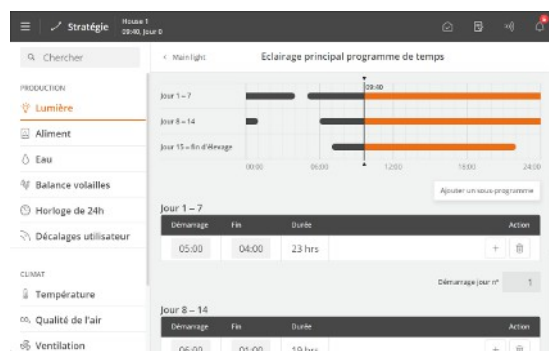 Stratégie
House 1
09:40, Jour 0
Chercher
PRODUCTION
Lumière
Aliment
Eau
Balance volailles
Horloge de 24h
Décalages utilisateur
CLIMAT
Température
Qualité de l'air
Ventilation
< Main light
Eclairage principal programme de temps
09:40
Jour 1 – 7
Jour 8 – 14
Jour 15 – fin d'élevage
00:00 06:00 12:00 18:00 24:00
Ajouter un sous-programme
Jour 1 – 7
Démarrage Fin Durée Action
05:00 04:00 23 hrs +
Démarrage jour n° 1
Jour 8 – 14
Démarrage Fin Durée Action
06:00 01:00 19 hrs +